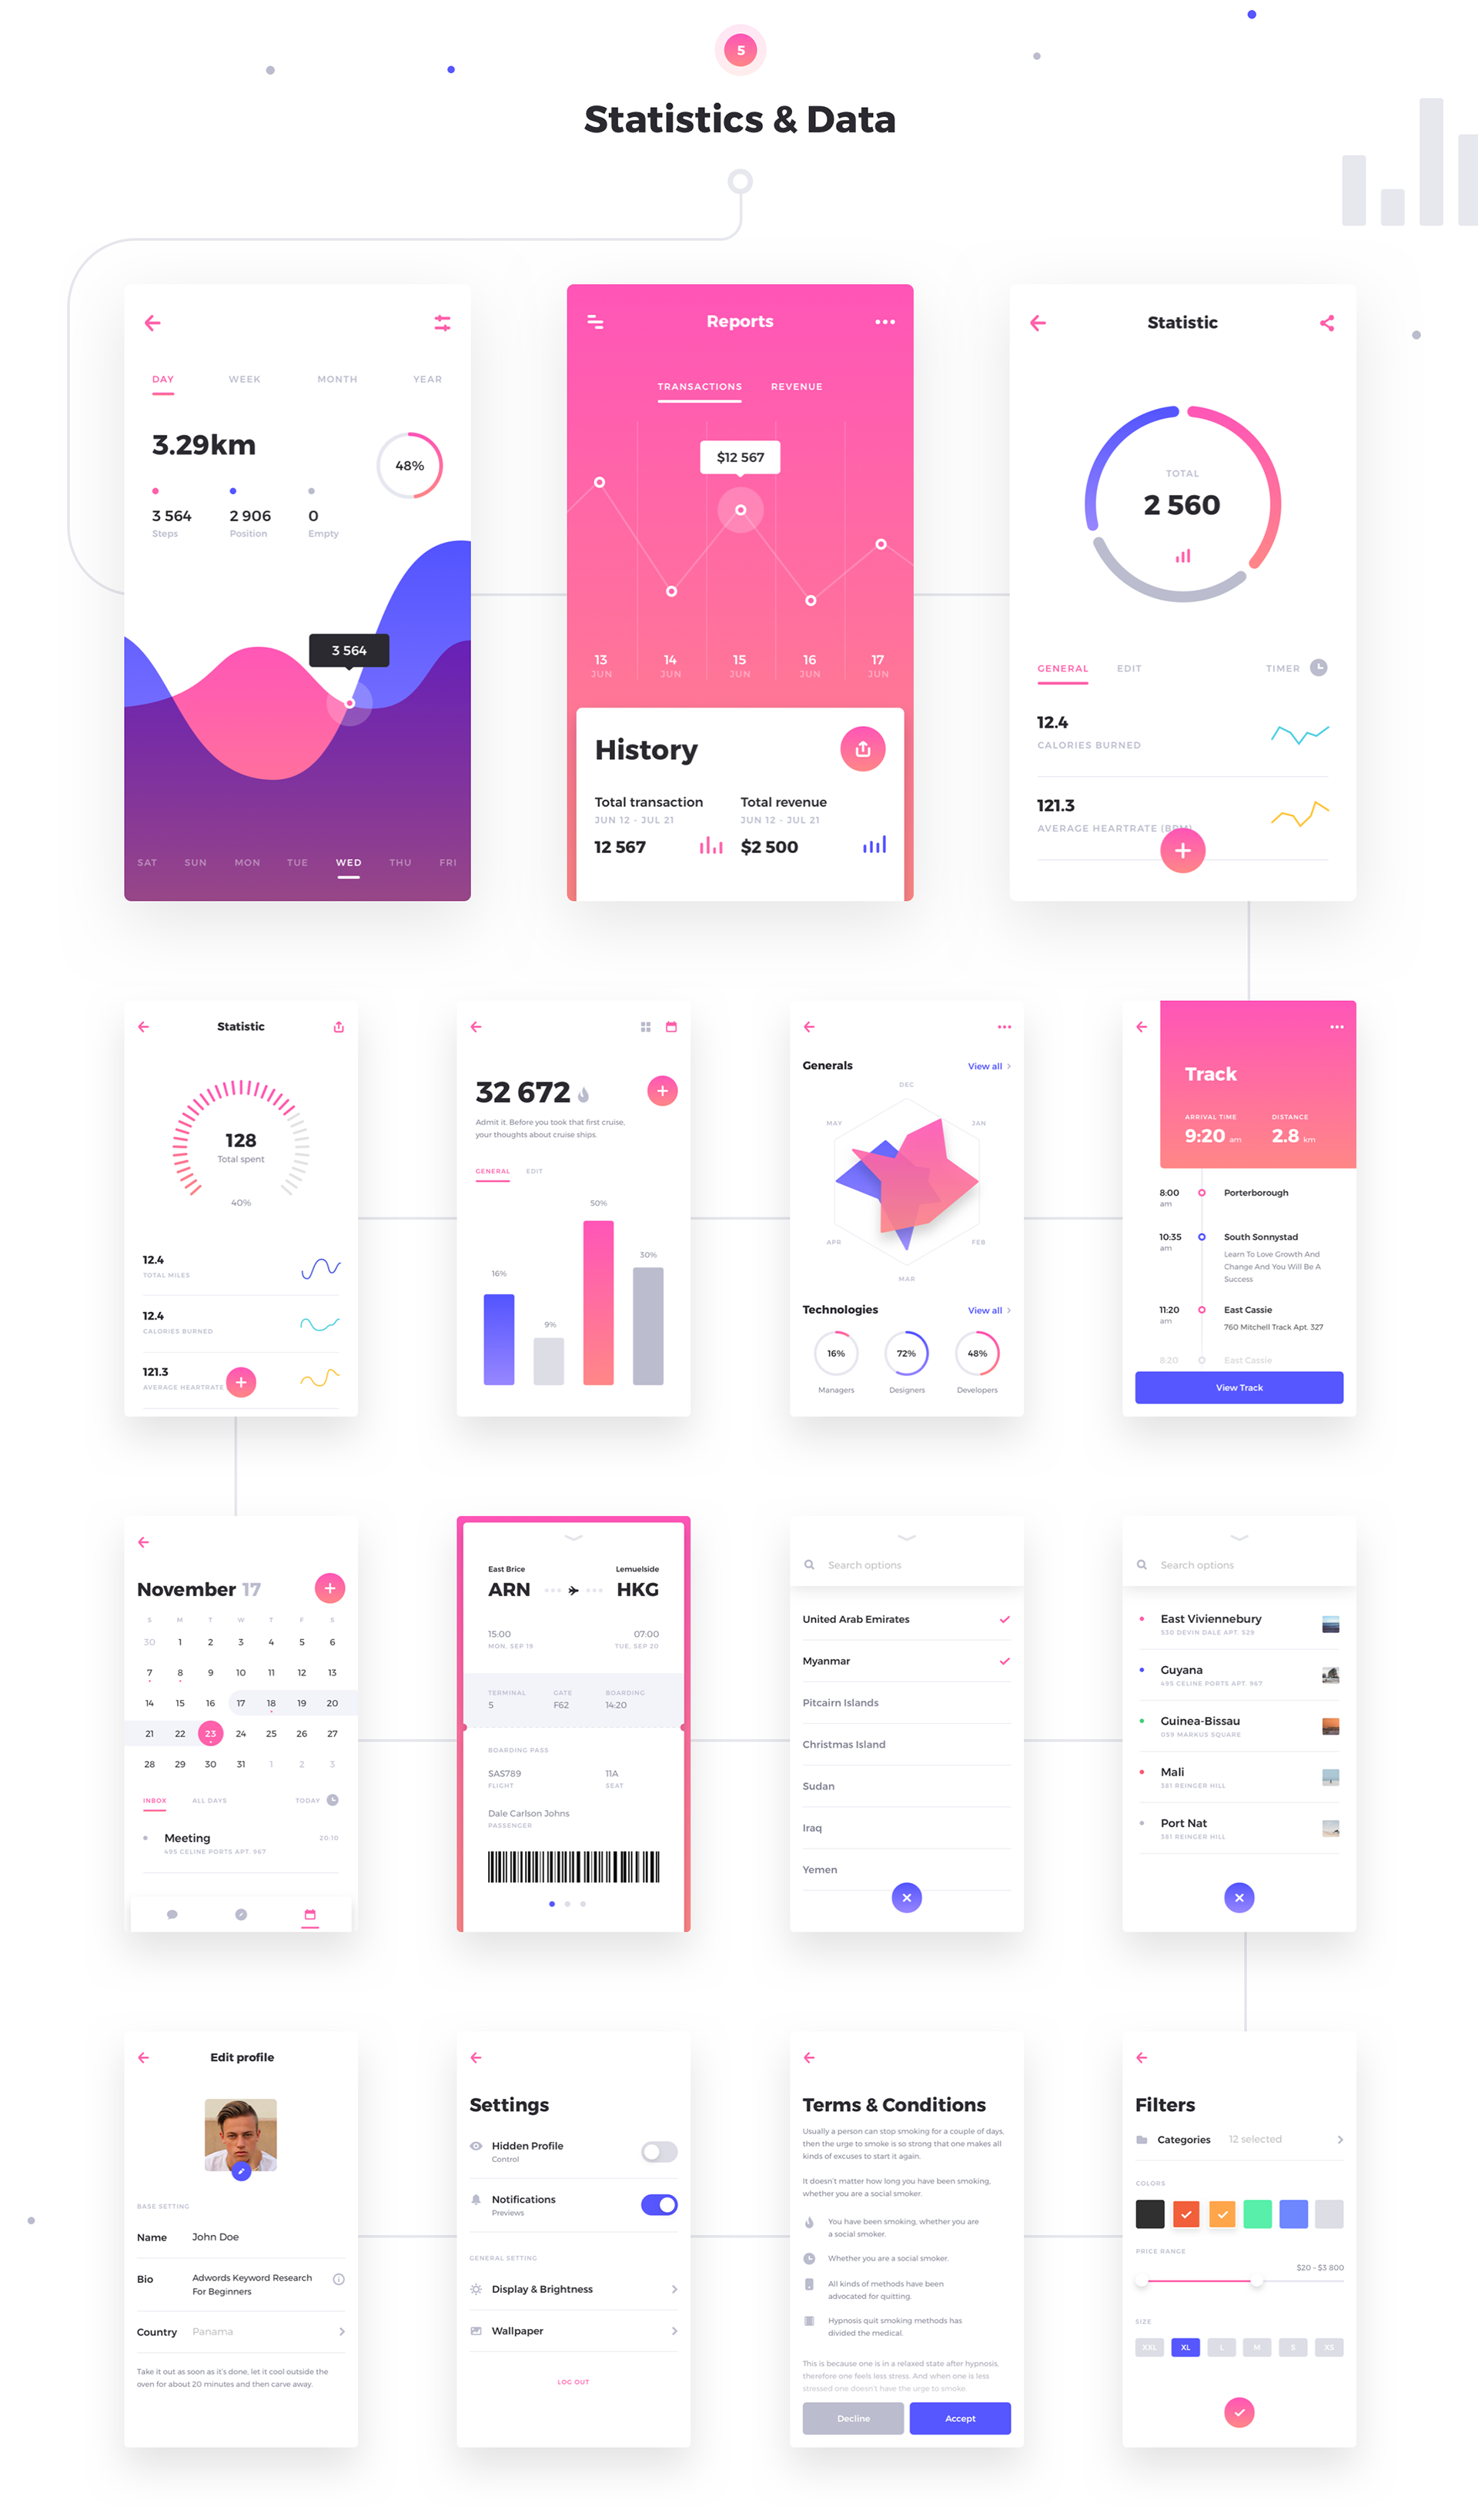 5
Statistics & Data
DAY WEEK MONTH YEAR
3.29km
48%
3 564 2 906 0
Steps Position Empty
3 564
SAT SUN MON TUE WED THU FRI
Reports
TRANSACTIONS REVENUE
$12 567
13 14 15 16 17
JUN JUN JUN JUN JUN
History
Total transaction Total revenue
JUN 12 - JUL 21 JUN 12 - JUL 21
12 567 $2 500
Statistic
TOTAL
2 560
GENERAL EDIT TIMER
12.4
CALORIES BURNED
121.3
AVERAGE HEARTRATE (BPM)
Statistic
128
Total spent
40%
12.4
TOTAL MILES
12.4
CALORIES BURNED
121.3
AVERAGE HEARTRATE
32 672
Admit it. Before you took that first cruise,
your thoughts about cruise ships.
GENERAL EDIT
50%
30%
16%
9%
Generals View all
DEC
MAY JAN
APR FEB
MAR
Technologies View all
16% 72% 48%
Managers Designers Developers
Track
ARRIVAL TIME DISTANCE
9:20 am 2.8 km
8:00 Porterborough
am
10:35 South Sonnystad
am
Learn To Love Growth And
Change And You Will Be A
Success
11:20 East Cassie
am
760 Mitchell Track Apt. 327
8:20 East Cassie
View Track
November 17
S M T W T F S
30 1 2 3 4 5 6
7 8 9 10 11 12 13
14 15 16 17 18 19 20
21 22 23 24 25 26 27
28 29 30 31 1 2 3
INBOX ALL DAYS TODAY
Meeting 20:10
495 CELINE PORTS APT. 967
East Brice Lemuelside
ARN HKG
15:00 07:00
MON, SEP 19 TUE, SEP 20
TERMINAL GATE BOARDING
5 F62 14:20
BOARDING PASS
SAS789 11A
FLIGHT SEAT
Dale Carlson Johns
PASSENGER
Search options
United Arab Emirates
Myanmar
Pitcairn Islands
Christmas Island
Sudan
Iraq
Yemen
Search options
East Viviennebury
530 DEVIN DALE APT. 529
Guyana
495 CELINE PORTS APT. 967
Guinea-Bissau
059 MARKUS SQUARE
Mali
381 REINGER HILL
Port Nat
381 REINGER HILL
Edit profile
BASE SETTING
Name John Doe
Bio Adwords Keyword Research
For Beginners
Country Panama
Take it out as soon as it's done, let it cool outside the
oven for about 20 minutes and then carve away.
Settings
Hidden Profile
Control
Notifications
Previews
GENERAL SETTING
Display & Brightness
Wallpaper
LOG OUT
Terms & Conditions
Usually a person can stop smoking for a couple of days,
then the urge to smoke is so strong that one makes all
kinds of excuses to start it again.
It doesn't matter how long you have been smoking,
whether you are a social smoker.
You have been smoking, whether you are
a social smoker.
Whether you are a social smoker.
All kinds of methods have been
advocated for quitting.
Hypnosis quit smoking methods has
divided the medical.
This is because one is in a relaxed state after hypnosis,
therefore one feels less stress. And when one is less
stressed one doesn't have the urge to smoke.
Decline Accept
Filters
Categories 12 selected
COLORS
PRICE RANGE
$20 - $3 800
SIZE
XXL XL L M S XS